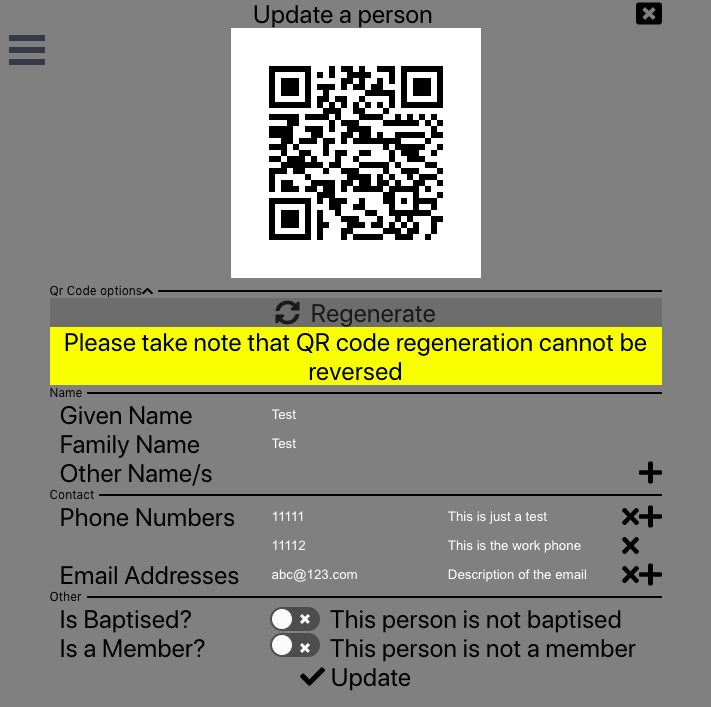 Update a person
Qr Code options
Regenerate
Please take note that QR code regeneration cannot be
reversed
Name
Given Name Test
Family Name Test
Other Name/s
Contact
Phone Numbers 11111 This is just a test
11112 This is the work phone
Email Addresses abc@123.com Description of the email
Other
Is Baptised? This person is not baptised
Is a Member? This person is not a member
Update